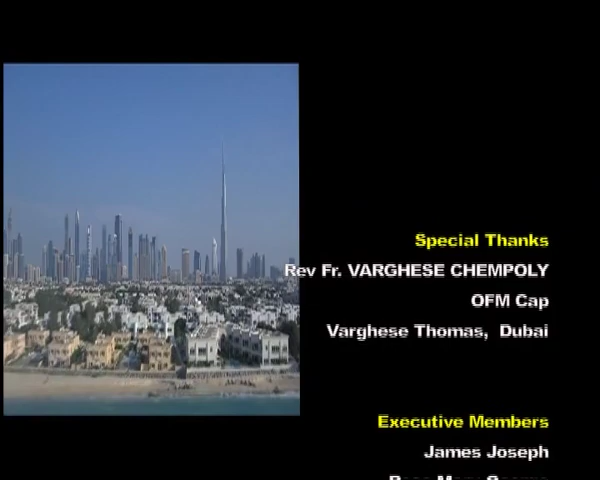 Special Thanks
Rev Fr. VARGHESE CHEMPOLY
OFM Cap
Varghese Thomas, Dubai
Executive Members
James Joseph